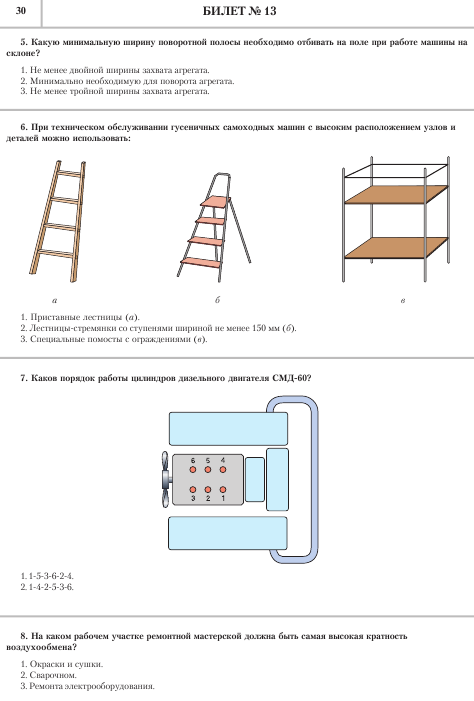 30
БИЛЕТ № 13
5. Какую минимальную ширину поворотной полосы необходимо отбивать на поле при работе машины на
склоне?
1. Не менее двойной ширины захвата агрегата.
2. Минимально необходимую для поворота агрегата.
3. Не менее тройной ширины захвата агрегата.
6. При техническом обслуживании гусеничных самоходных машин с высоким расположением узлов и
деталей можно использовать:
а
б
в
1. Приставные лестницы (а).
2. Лестницы-стремянки со ступенями шириной не менее 150 мм (б).
3. Специальные помосты с ограждениями (в).
7. Каков порядок работы цилиндров дизельного двигателя СМД-60?
6 5 4
3 2 1
1. 1-5-3-6-2-4.
2. 1-4-2-5-3-6.
8. На каком рабочем участке ремонтной мастерской должна быть самая высокая кратность
воздухообмена?
1. Окраски и сушки.
2. Сварочном.
3. Ремонта электрооборудования.